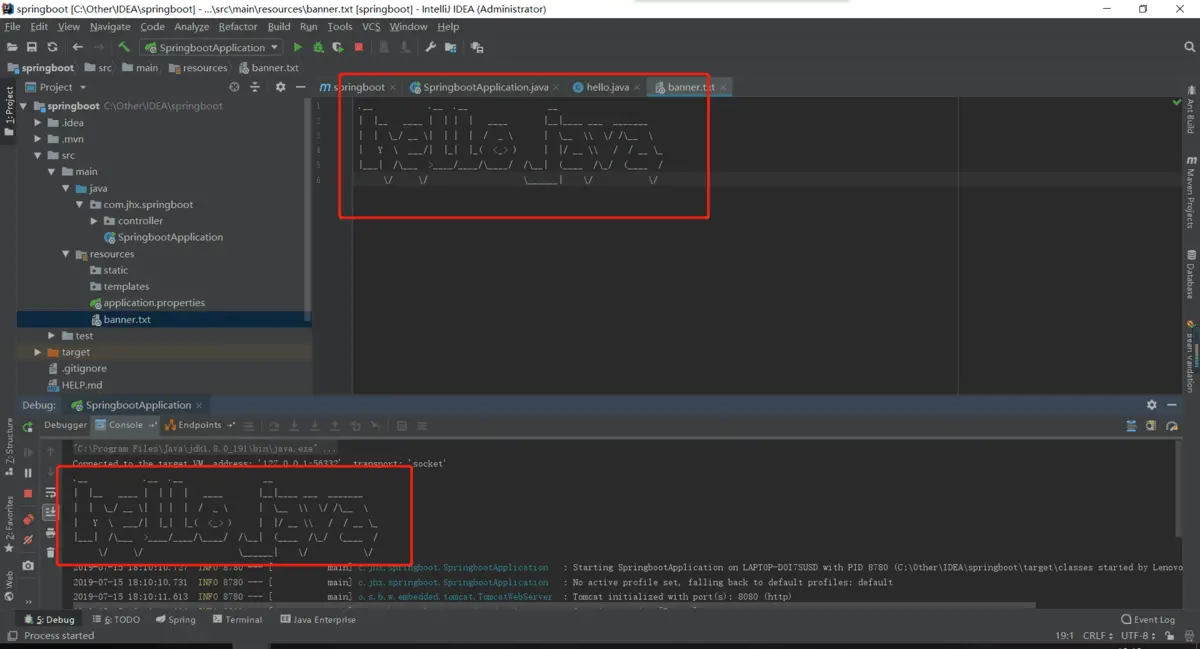 springboot [C:\Other\IDEA\springboot] - ...\src\main\resources\banner.txt [springboot] - IntelliJ IDEA (Administrator)
File Edit View Navigate Code Analyze Refactor Build Run Tools VCS Window Help
SpringbootApplication
springboot src main resources banner.txt
Project
springboot SpringbootApplication.java hello.java banner.txt
1: Project
springboot C:\Other\IDEA\springboot
.idea
.mvn
src
main
java
com.jhx.springboot
controller
SpringbootApplication
resources
static
templates
application.properties
banner.txt
test
target
.gitignore
HELP.md
1
2
3
4
5
6
hello java
Ant Build
Maven Projects
Database
Bean Validation
Debug: SpringbootApplication
Debugger Console Endpoints
Z: Structure
2: Favorites
Web
"C:\Program Files\Java\jdk1.8.0_191\bin\java.exe" ...
Connected to the target VM, address: '127.0.0.1:56332', transport: 'socket'
hello java
2019-07-15 18:10:10.727 INFO 8780 --- [ main] c.jhx.springboot.SpringbootApplication : Starting SpringbootApplication on LAPTOP-DOI7SUSD with PID 8780 (C:\Other\IDEA\springboot\target\classes started by Lenovo
2019-07-15 18:10:10.731 INFO 8780 --- [ main] c.jhx.springboot.SpringbootApplication : No active profile set, falling back to default profiles: default
2019-07-15 18:10:11.613 INFO 8780 --- [ main] o.s.b.w.embedded.tomcat.TomcatWebServer : Tomcat initialized with port(s): 8080 (http)
5: Debug 6: TODO Spring Terminal Java Enterprise Event Log
Process started 19:1 CRLF UTF-8